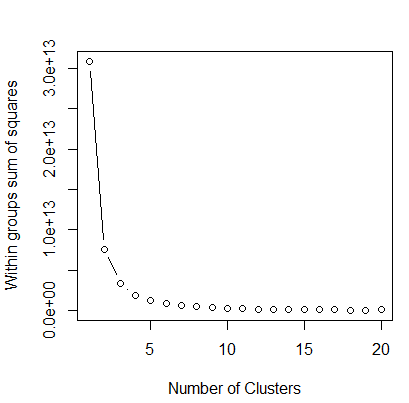 Within groups sum of squares
3.0e+13
2.0e+13
1.0e+13
0.0e+00
5 10 15 20
Number of Clusters